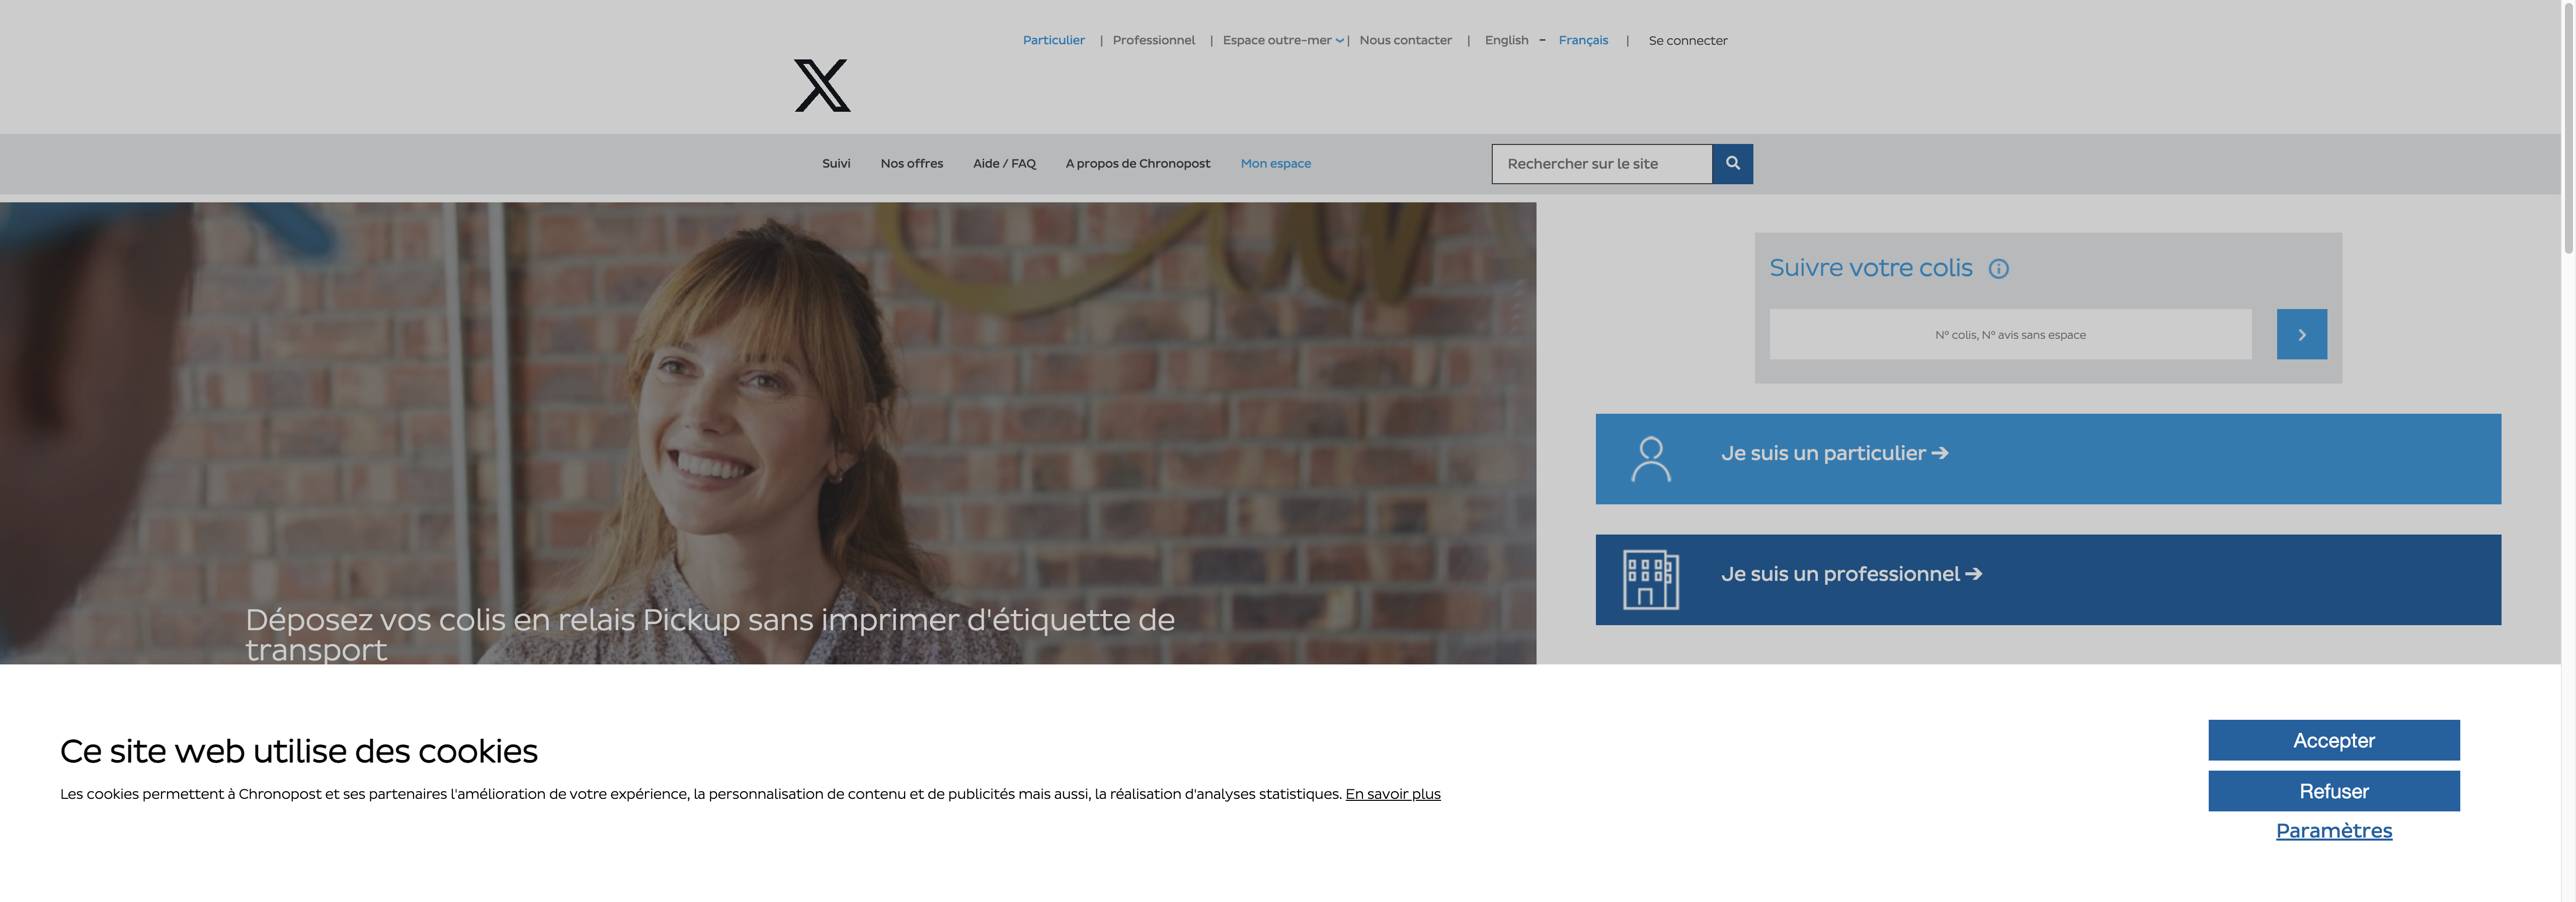 Particulier | Professionnel | Espace outre-mer | Nous contacter | English - Français | Se connecter
Suivi Nos offres Aide / FAQ A propos de Chronopost Mon espace Rechercher sur le site
Suivre votre colis
N° colis, N° avis sans espace
Je suis un particulier
Je suis un professionnel
Déposez vos colis en relais Pickup sans imprimer d'étiquette de
transport
Ce site web utilise des cookies
Les cookies permettent à Chronopost et ses partenaires l'amélioration de votre expérience, la personnalisation de contenu et de publicités mais aussi, la réalisation d'analyses statistiques. En savoir plus
Accepter
Refuser
Paramètres